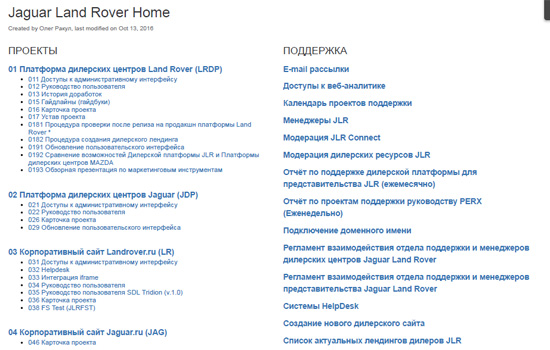 Jaguar Land Rover Home
Created by Олег Ракул, last modified on Oct 13, 2016
ПРОЕКТЫ
01 Платформа дилерских центров Land Rover (LRDP)
011 Доступы к административному интерфейсу
012 Руководство пользователя
013 История доработок
015 Гайдлайны (гайдбуки)
016 Карточка проекта
017 Устав проекта
0181 Процедура проверки после релиза на продакшн платформы Land
Rover *
0182 Процедура создания дилерского лендинга
0191 Обновление пользовательского интерфейса
0192 Сравнение возможностей Дилерской платформы JLR и Платформы
дилерских центров MAZDA
0193 Обзорная презентация по маркетинговым инструментам
02 Платформа дилерских центров Jaguar (JDP)
021 Доступы к административному интерфейсу
022 Руководство пользователя
026 Карточка проекта
029 Обновление пользовательского интерфейса
03 Корпоративный сайт Landrover.ru (LR)
031 Доступы к административному интерфейсу
032 Helpdesk
033 Интеграция iframe
034 Руководство пользователя
035 Руководство пользователя SDL Tridion (v.1.0)
036 Карточка проекта
038 FS Test (JLRFST)
04 Корпоративный сайт Jaguar.ru (JAG)
046 Карточка проекта
ПОДДЕРЖКА
E-mail рассылки
Доступы к веб-аналитике
Календарь проектов поддержки
Менеджеры JLR
Модерация JLR Connect
Модерация дилерских ресурсов JLR
Отчёт по поддержке дилерской платформы для
представительства JLR (ежемесячно)
Отчёт по проектам поддержки руководству PERX
(Еженедельно)
Подключение доменного имени
Регламент взаимодействия отдела поддержки и менеджеров
дилерских центров Jaguar Land Rover
Регламент взаимодействия отдела поддержки и менеджеров
представительства Jaguar Land Rover
Системы HelpDesk
Создание нового дилерского сайта
Список актуальных лендингов дилеров JLR